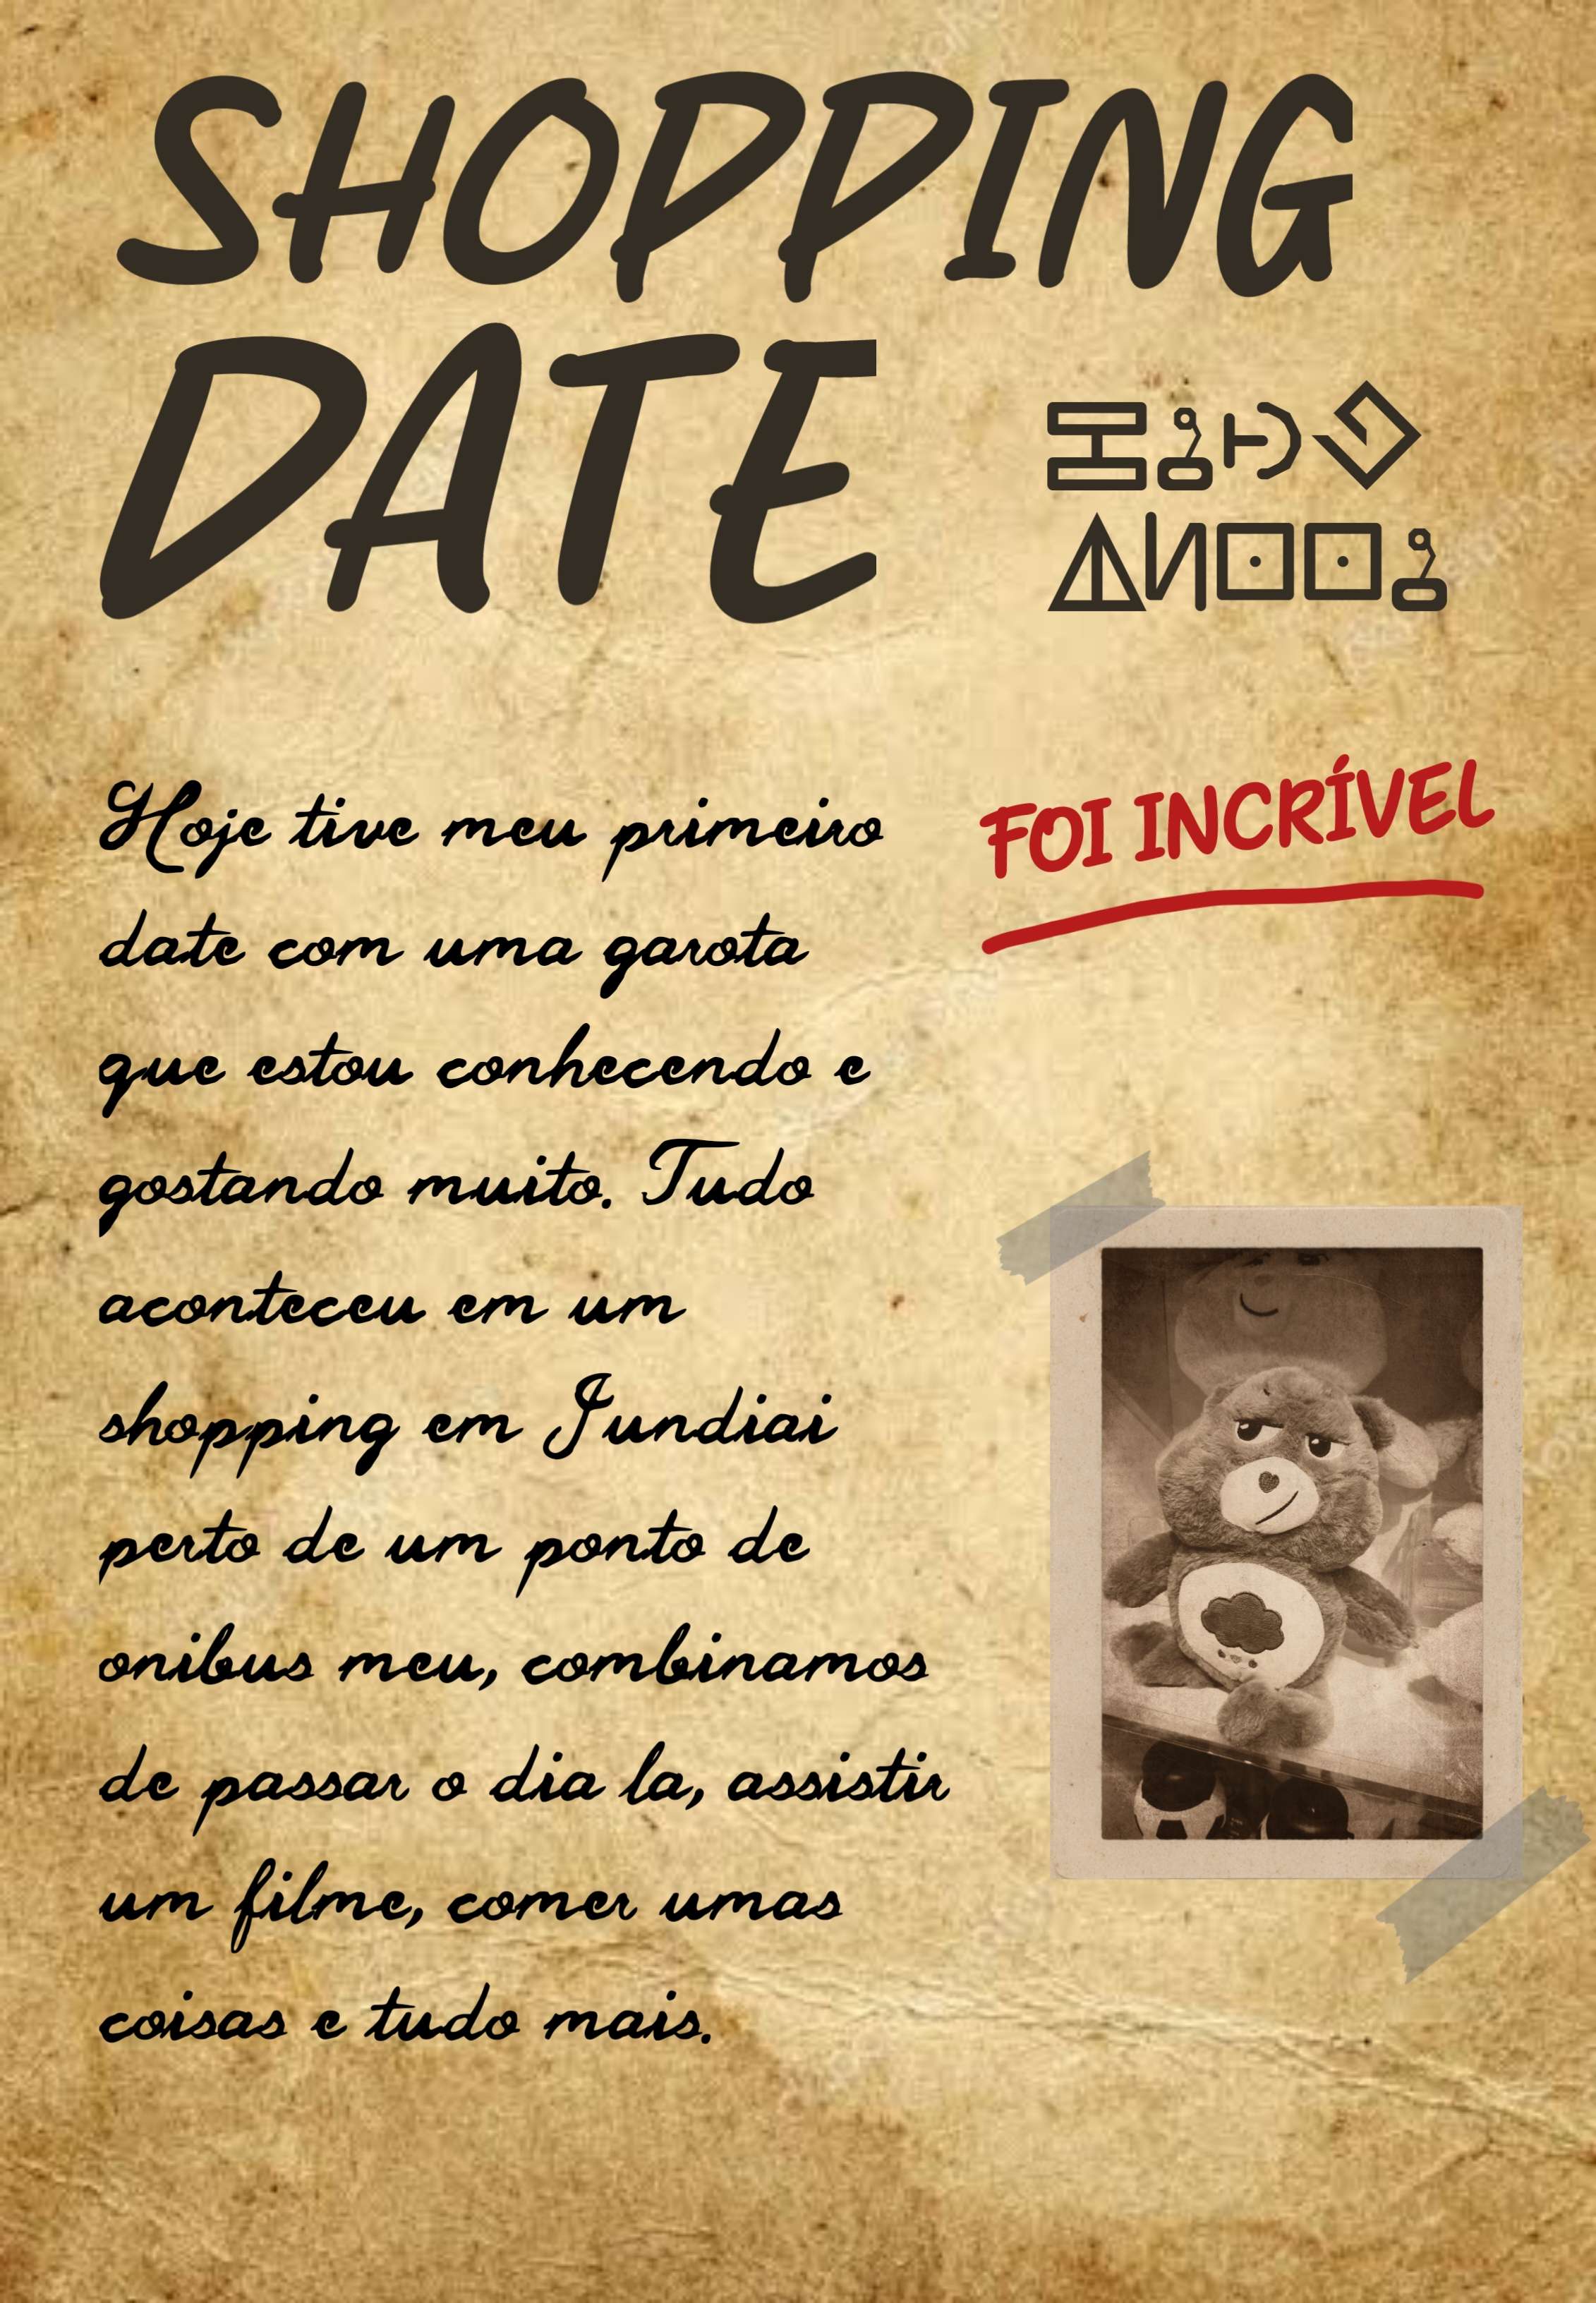 SHOPPING
DATE
Hoje tive meu primeiro
date com uma garota
que estou conhecendo e
gostando muito. Tudo
aconteceu em um
shopping em Jundiai
perto de um ponto de
onibus meu, combinamos
de passar o dia la, assistir
um filme, comer umas
coisas e tudo mais.
FOI INCRÍVEL